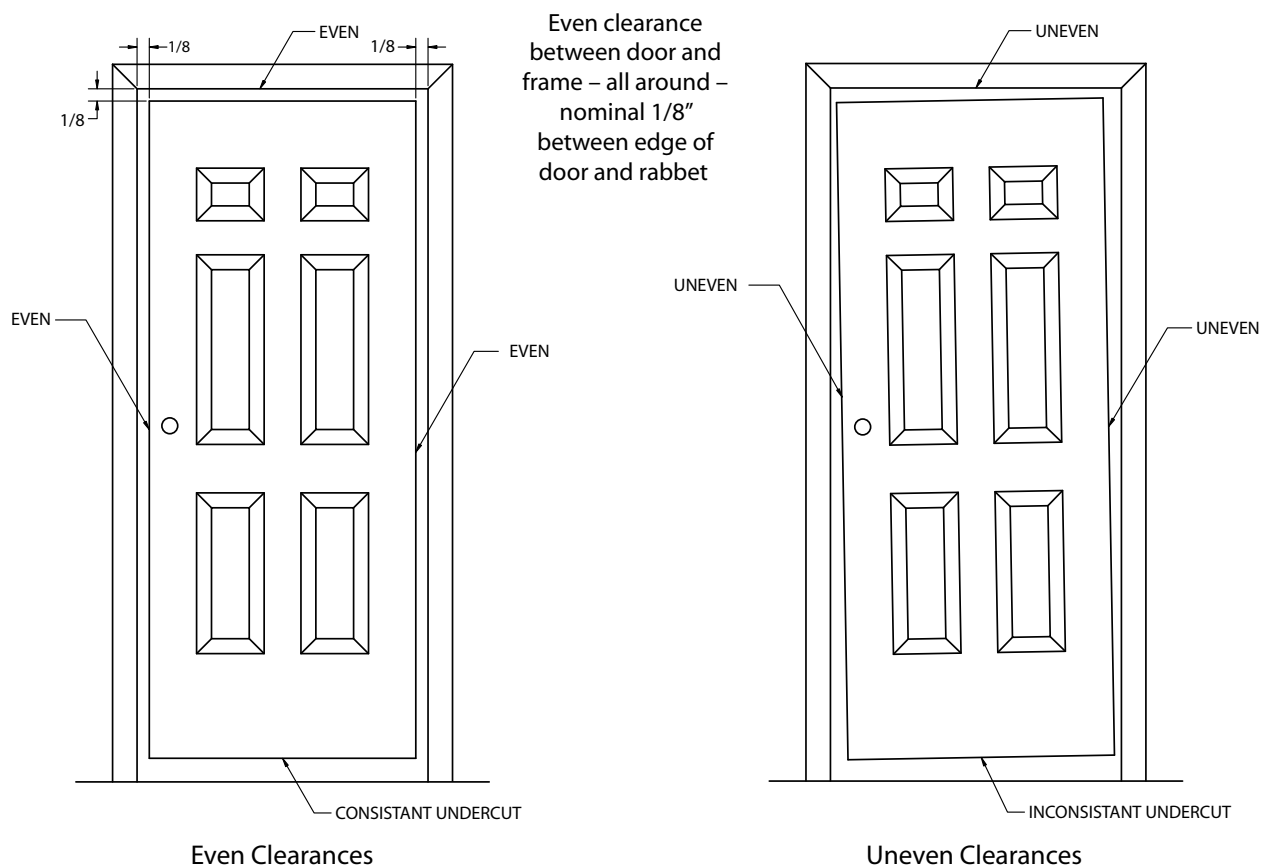 EVEN
1/8
1/8
1/8
EVEN
EVEN
CONSISTANT UNDERCUT
Even Clearances
Even clearance
between door and
frame – all around –
nominal 1/8”
between edge of
door and rabbet
UNEVEN
UNEVEN
UNEVEN
INCONSISTANT UNDERCUT
Uneven Clearances